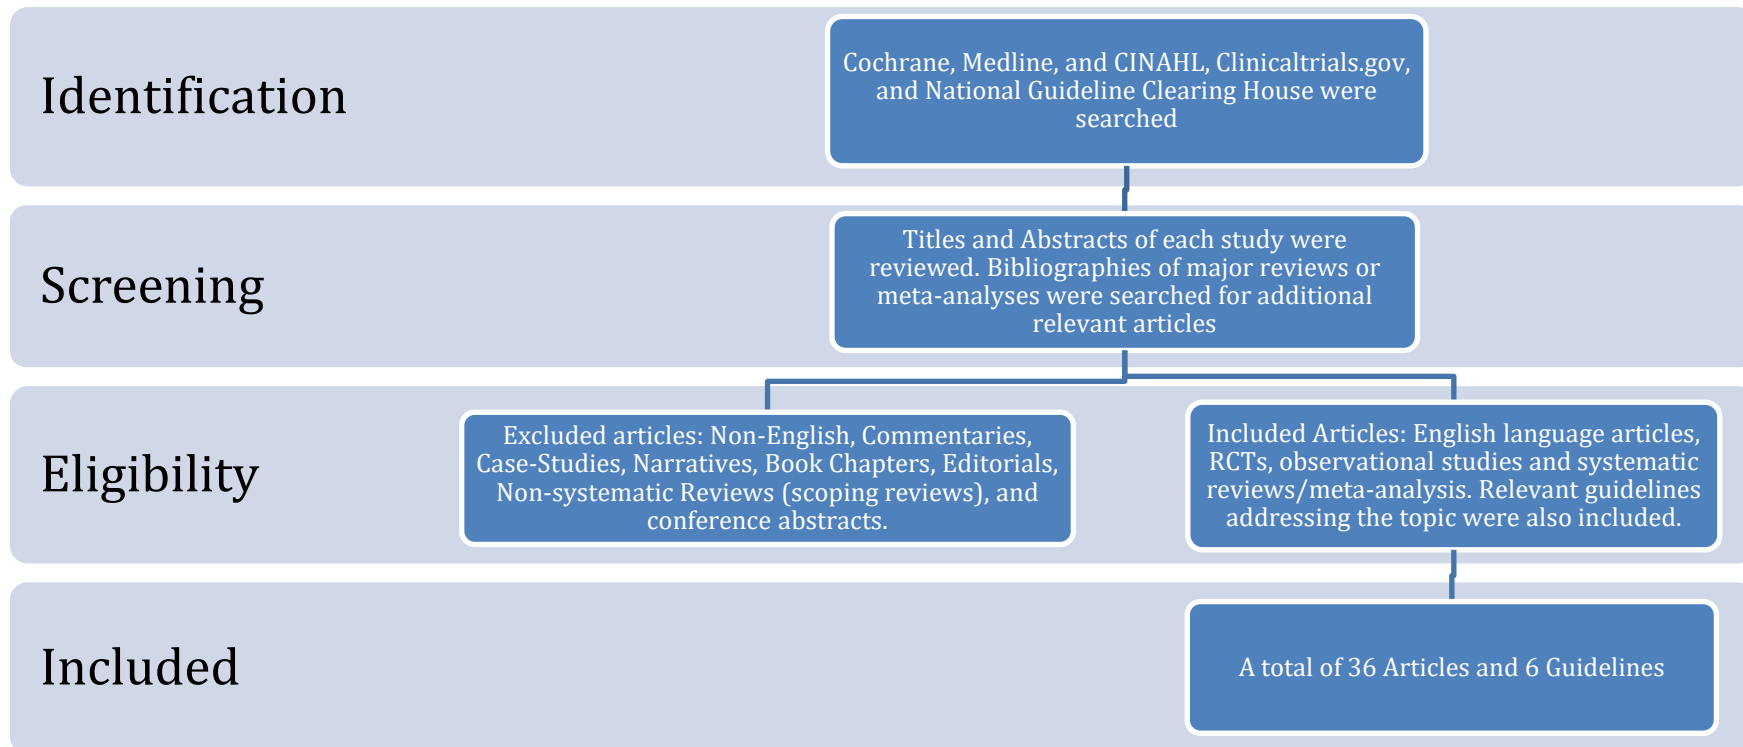 Identification
Cochrane, Medline, and CINAHL, Clinicaltrials.gov,
and National Guideline Clearing House were
searched
Screening
Titles and Abstracts of each study were
reviewed. Bibliographies of major reviews or
meta-analyses were searched for additional
relevant articles
Eligibility
Excluded articles: Non-English, Commentaries,
Case-Studies, Narratives, Book Chapters, Editorials,
Non-systematic Reviews (scoping reviews), and
conference abstracts.
Included Articles: English language articles,
RCTs, observational studies and systematic
reviews/meta-analysis. Relevant guidelines
addressing the topic were also included.
Included
A total of 36 Articles and 6 Guidelines